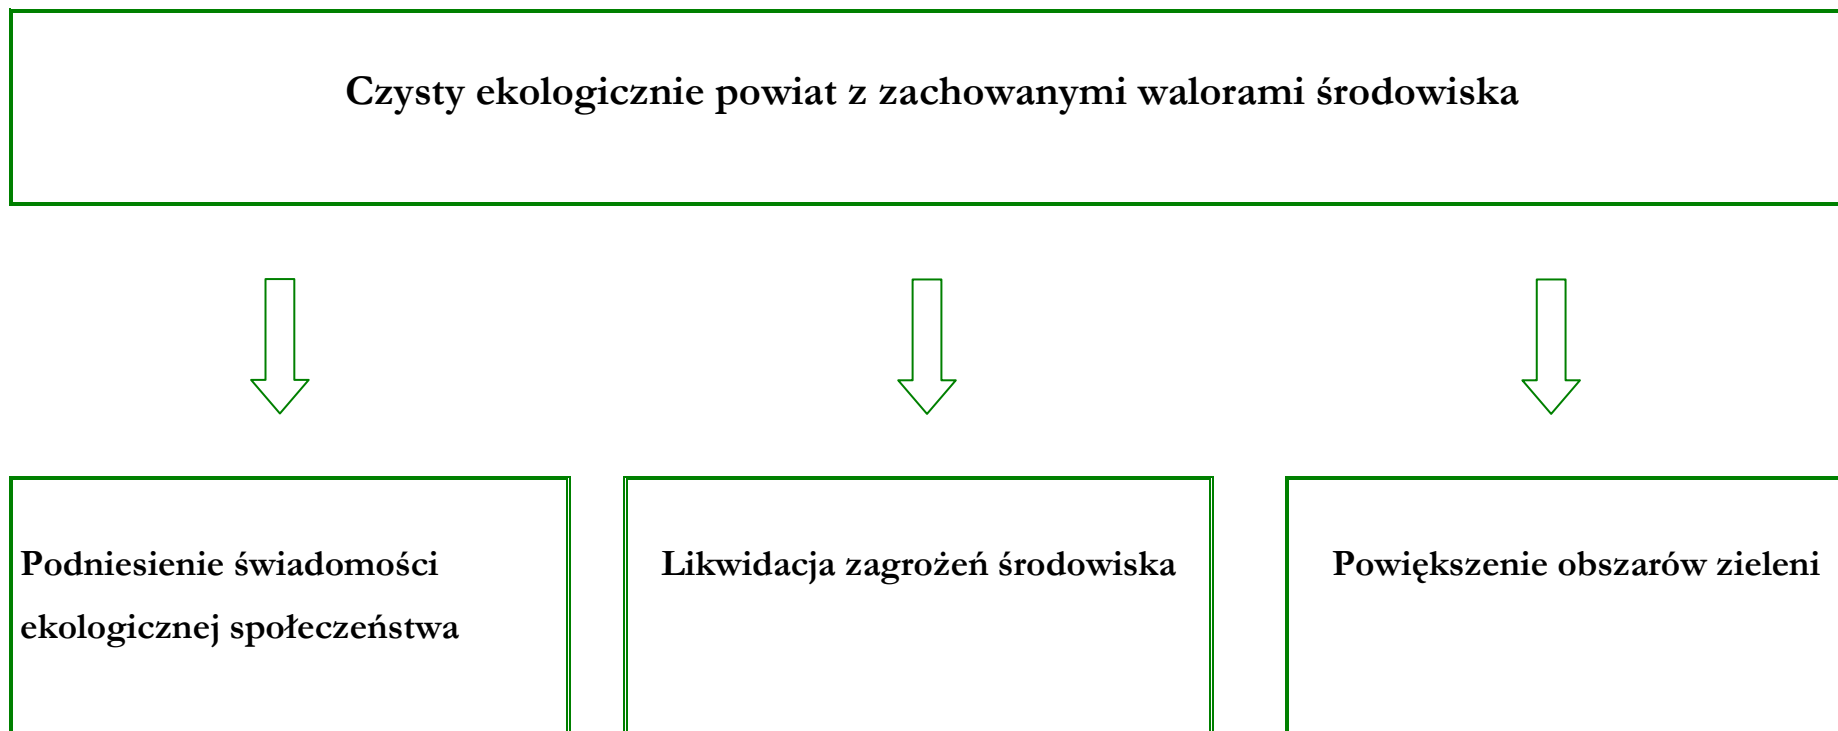 Czysty ekologicznie powiat z zachowanymi walorami środowiska
Podniesienie świadomości
ekologicznej społeczeństwa
Likwidacja zagrożeń środowiska
Powiększenie obszarów zieleni